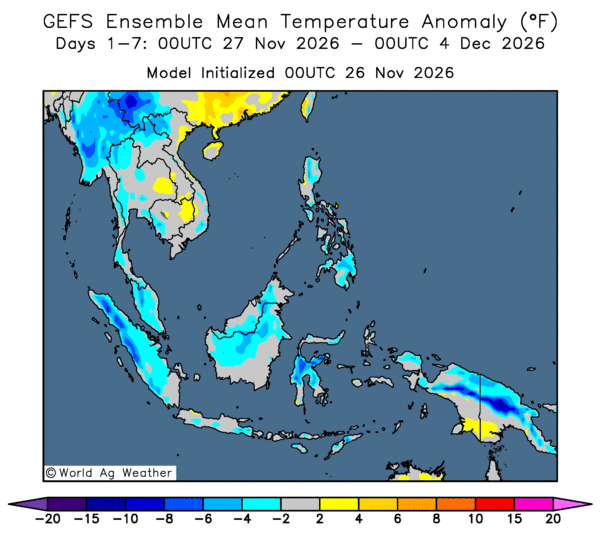 GEFS Ensemble Mean Temperature Anomaly (°F)
Days 1−7: 00UTC 27 Nov 2026 − 00UTC 4 Dec 2026
Model Initialized 00UTC 26 Nov 2026
© World Ag Weather
−20 −15 −10 −8 −6 −4 −2 2 4 6 8 10 15 20